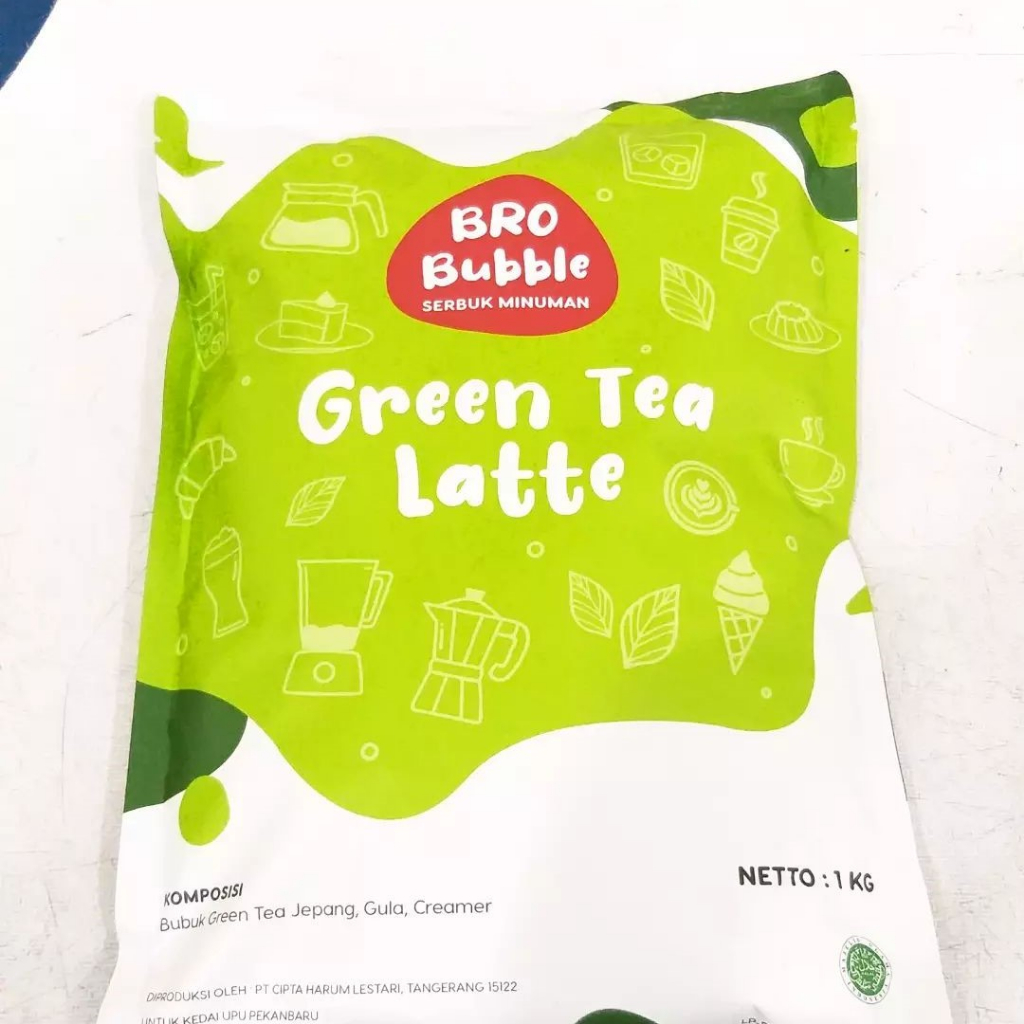 BRO
Bubble
SERBUK MINUMAN
Green Tea
Latte
KOMPOSISI
Bubuk Green Tea Jepang, Gula, Creamer
NETTO : 1 KG
DIPRODUKSI OLEH : PT CIPTA HARUM LESTARI, TANGERANG 15122
UNTUK KEDAI UPU PEKANBARU